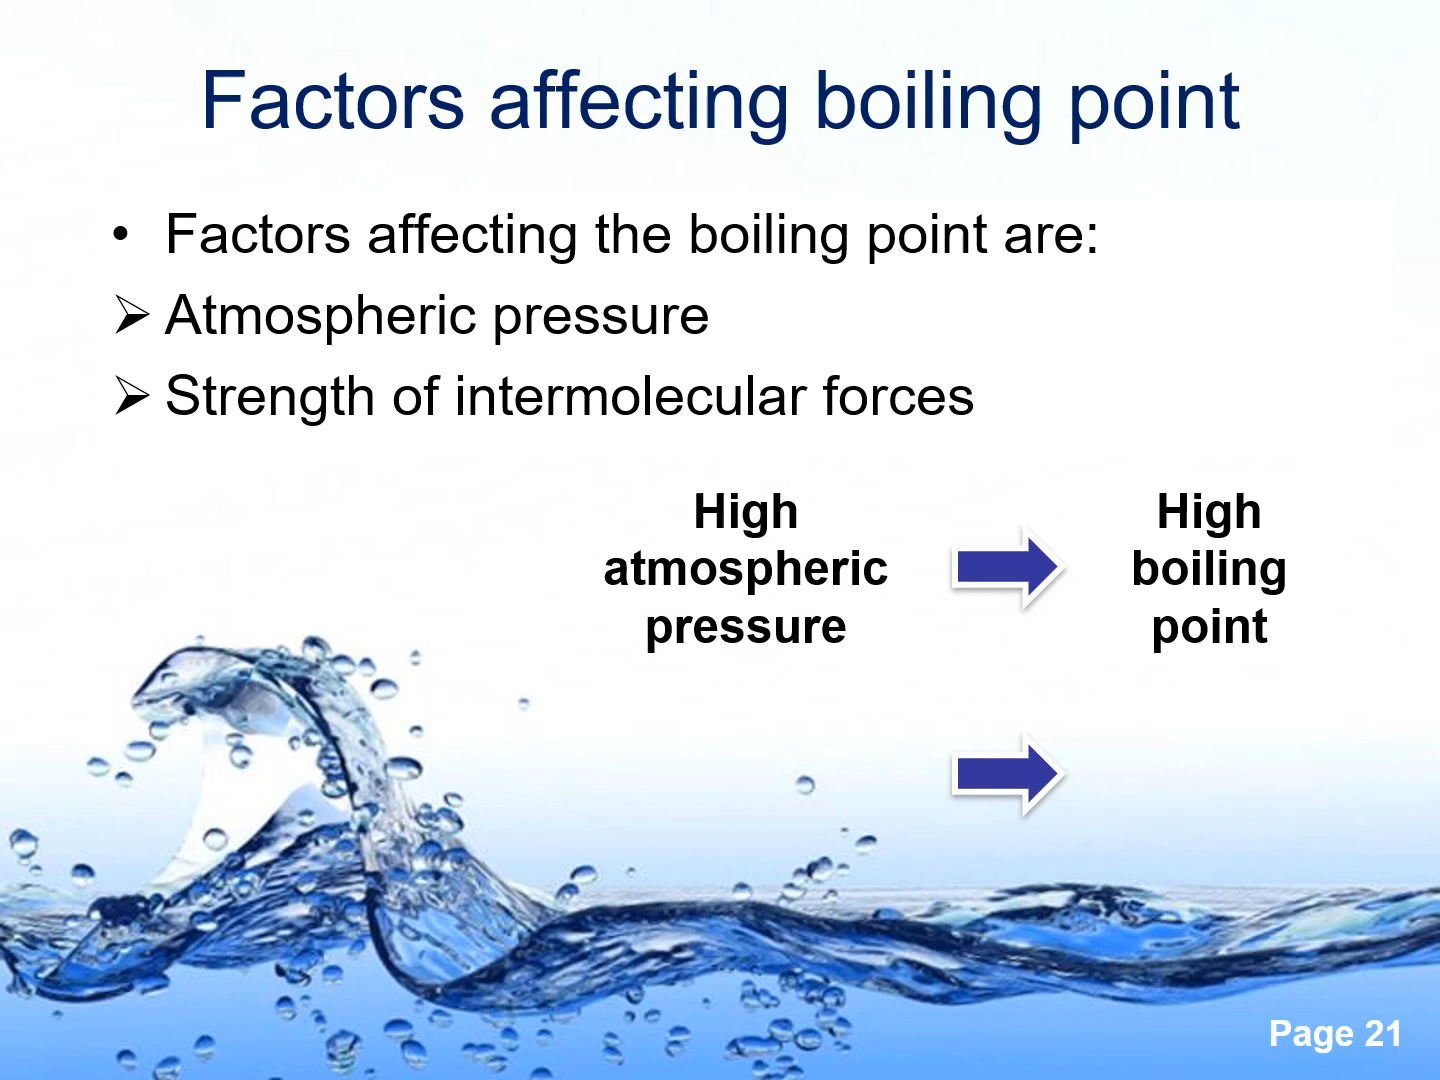 Factors affecting boiling point
• Factors affecting the boiling point are:
➢ Atmospheric pressure
➢ Strength of intermolecular forces
High
atmospheric
pressure
High
boiling
point
Page 21